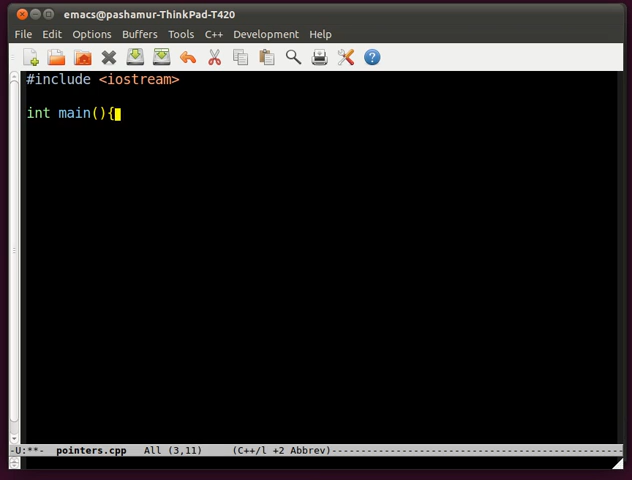 emacs@pashamur-ThinkPad-T420
File Edit Options Buffers Tools C++ Development Help
#include <iostream>
int main(){
-U:**-  pointers.cpp   All (3,11)     (C++/l +2 Abbrev)------------------------------------------------